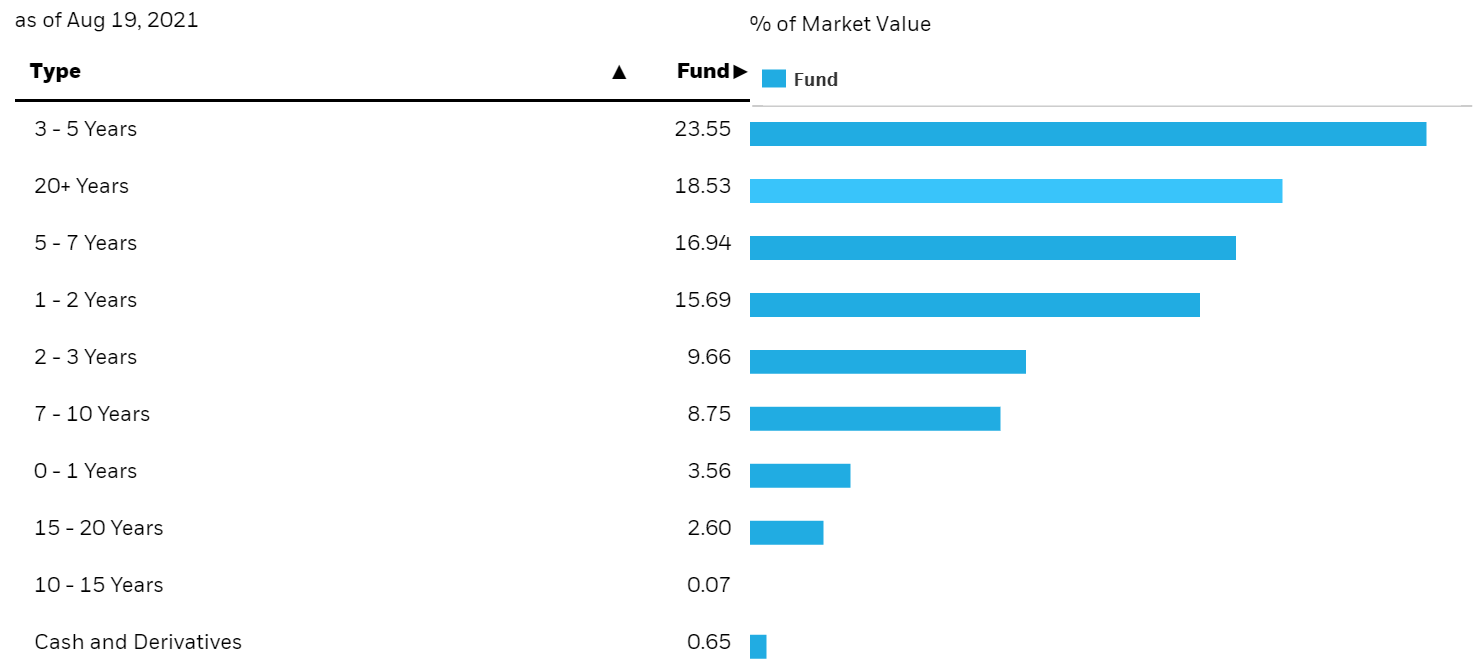 as of Aug 19, 2021
% of Market Value
Type ▲ Fund▶
Fund
3 - 5 Years 23.55
20+ Years 18.53
5 - 7 Years 16.94
1 - 2 Years 15.69
2 - 3 Years 9.66
7 - 10 Years 8.75
0 - 1 Years 3.56
15 - 20 Years 2.60
10 - 15 Years 0.07
Cash and Derivatives 0.65